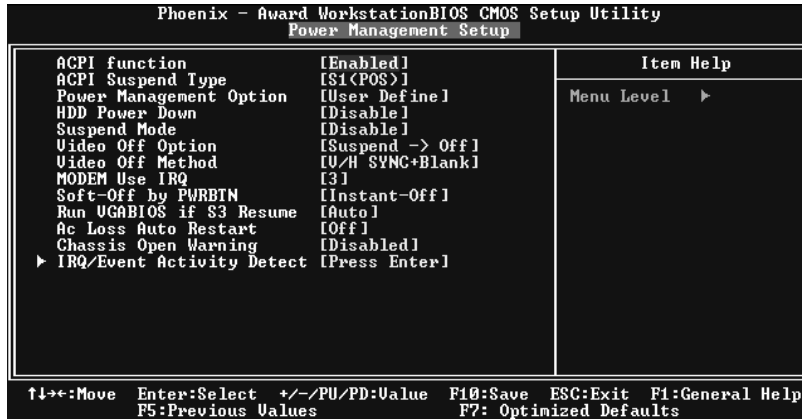 Phoenix - Award WorkstationBIOS CMOS Setup Utility
Power Management Setup
ACPI function [Enabled]
ACPI Suspend Type [S1(POS)]
Power Management Option [User Define]
HDD Power Down [Disable]
Suspend Mode [Disable]
Video Off Option [Suspend -> Off]
Video Off Method [V/H SYNC+Blank]
MODEM Use IRQ [3]
Soft-Off by PWRBTN [Instant-Off]
Run VGABIOS if S3 Resume [Auto]
Ac Loss Auto Restart [Off]
Chassis Open Warning [Disabled]
▶ IRQ/Event Activity Detect [Press Enter]
Item Help
Menu Level ▶
↑↓→←:Move Enter:Select +/-/PU/PD:Value F10:Save ESC:Exit F1:General Help
F5:Previous Values F7: Optimized Defaults